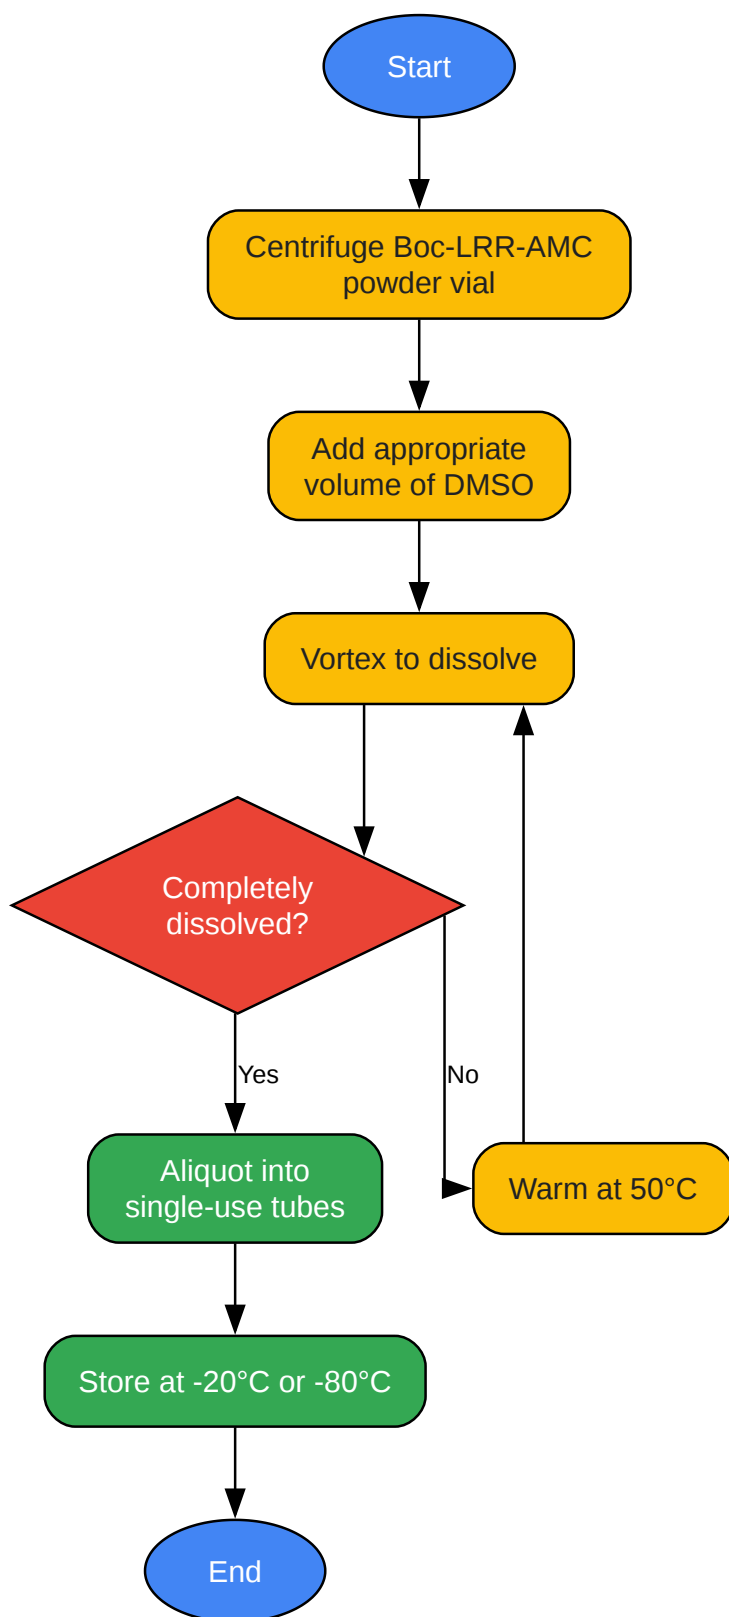 Start
Centrifuge Boc-LRR-AMC
powder vial
Add appropriate
volume of DMSO
Vortex to dissolve
Completely
dissolved?
Yes
No
Aliquot into
single-use tubes
Warm at 50°C
Store at -20°C or -80°C
End